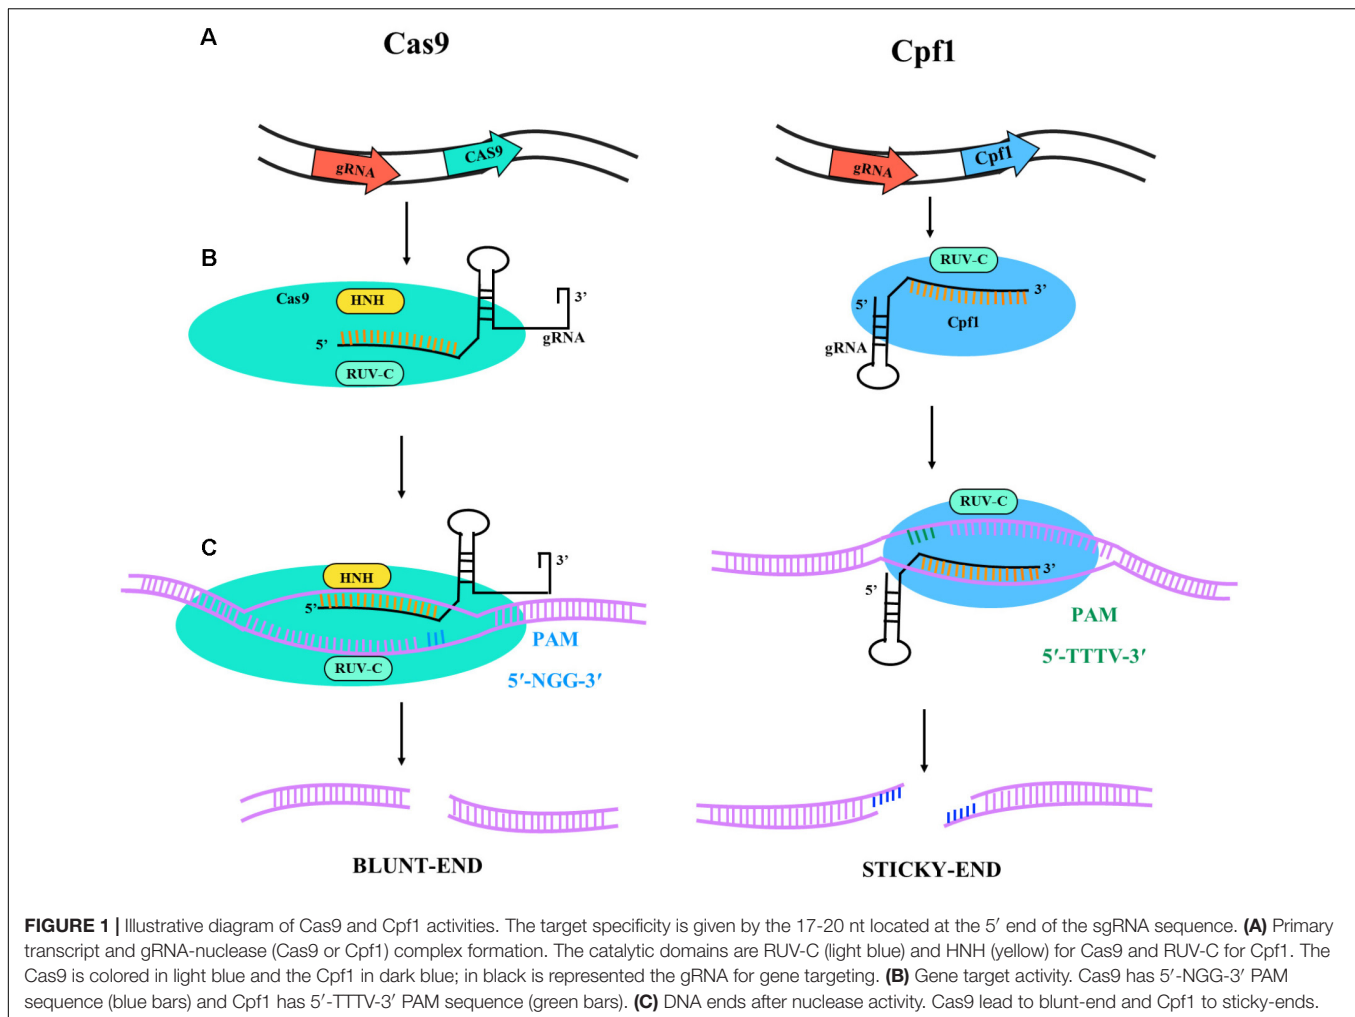 A
Cas9
Cpf1
gRNA
CAS9
gRNA
Cpf1
B
Cas9
HNH
5’
RUV-C
3’
gRNA
RUV-C
5’
3’
Cpf1
gRNA
C
HNH
5’
3’
RUV-C
PAM
5′-NGG-3′
RUV-C
3’
5’
PAM
5′-TTTV-3′
BLUNT-END
STICKY-END
FIGURE 1 | Illustrative diagram of Cas9 and Cpf1 activities. The target specificity is given by the 17-20 nt located at the 5′ end of the sgRNA sequence. (A) Primary
transcript and gRNA-nuclease (Cas9 or Cpf1) complex formation. The catalytic domains are RUV-C (light blue) and HNH (yellow) for Cas9 and RUV-C for Cpf1. The
Cas9 is colored in light blue and the Cpf1 in dark blue; in black is represented the gRNA for gene targeting. (B) Gene target activity. Cas9 has 5′-NGG-3′ PAM
sequence (blue bars) and Cpf1 has 5′-TTTV-3′ PAM sequence (green bars). (C) DNA ends after nuclease activity. Cas9 lead to blunt-end and Cpf1 to sticky-ends.